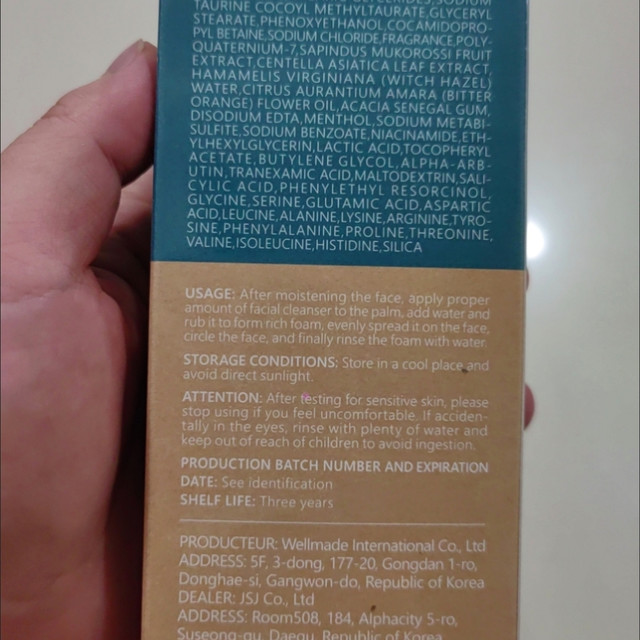 TAURINE COCOYL METHYLTAURATE,GLYCERYL
STEARATE,PHENOXYETHANOL,COCAMIDOPRO-
PYL BETAINE,SODIUM CHLORIDE,FRAGRANCE,POLY-
QUATERNIUM-7,SAPINDUS MUKOROSSI FRUIT
EXTRACT,CENTELLA ASIATICA LEAF EXTRACT,
HAMAMELIS VIRGINIANA (WITCH HAZEL)
WATER,CITRUS AURANTIUM AMARA (BITTER
ORANGE) FLOWER OIL,ACACIA SENEGAL GUM,
DISODIUM EDTA,MENTHOL,SODIUM METABI-
SULFITE,SODIUM BENZOATE,NIACINAMIDE,ETH-
YLHEXYLGLYCERIN,LACTIC ACID,TOCOPHERYL
ACETATE,BUTYLENE GLYCOL,ALPHA-ARB-
UTIN,TRANEXAMIC ACID,MALTODEXTRIN,SALI-
CYLIC ACID,PHENYLETHYL RESORCINOL,
GLYCINE,SERINE,GLUTAMIC ACID,ASPARTIC
ACID,LEUCINE,ALANINE,LYSINE,ARGININE,TYRO-
SINE,PHENYLALANINE,PROLINE,THREONINE,
VALINE,ISOLEUCINE,HISTIDINE,SILICA
USAGE: After moistening the face, apply proper
amount of facial cleanser to the palm, add water and
rub it to form rich foam, evenly spread it on the face,
circle the face, and finally rinse the foam with water.
STORAGE CONDITIONS: Store in a cool place and
avoid direct sunlight.
ATTENTION: After testing for sensitive skin, please
stop using if you feel uncomfortable. If acciden-
tally in the eyes, rinse with plenty of water and
keep out of reach of children to avoid ingestion.
PRODUCTION BATCH NUMBER AND EXPIRATION
DATE: See identification
SHELF LIFE: Three years
PRODUCTEUR: Wellmade International Co., Ltd
ADDRESS: 5F, 3-dong, 177-20, Gongdan 1-ro,
Donghae-si, Gangwon-do, Republic of Korea
DEALER: JSJ Co., Ltd
ADDRESS: Room508, 184, Alphacity 5-ro,
Suseong-gu, Daegu, Republic of Korea